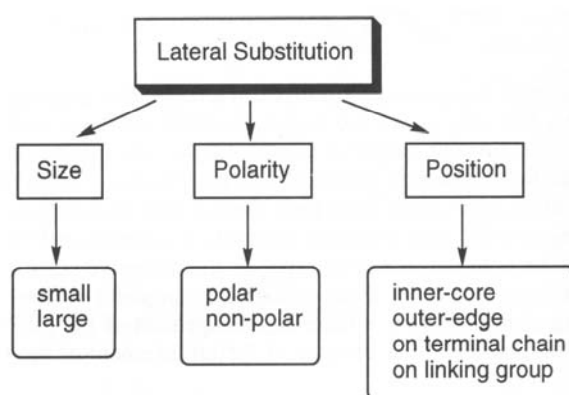 Lateral Substitution
Size
Polarity
Position
small
large
polar
non-polar
inner-core
outer-edge
on terminal chain
on linking group